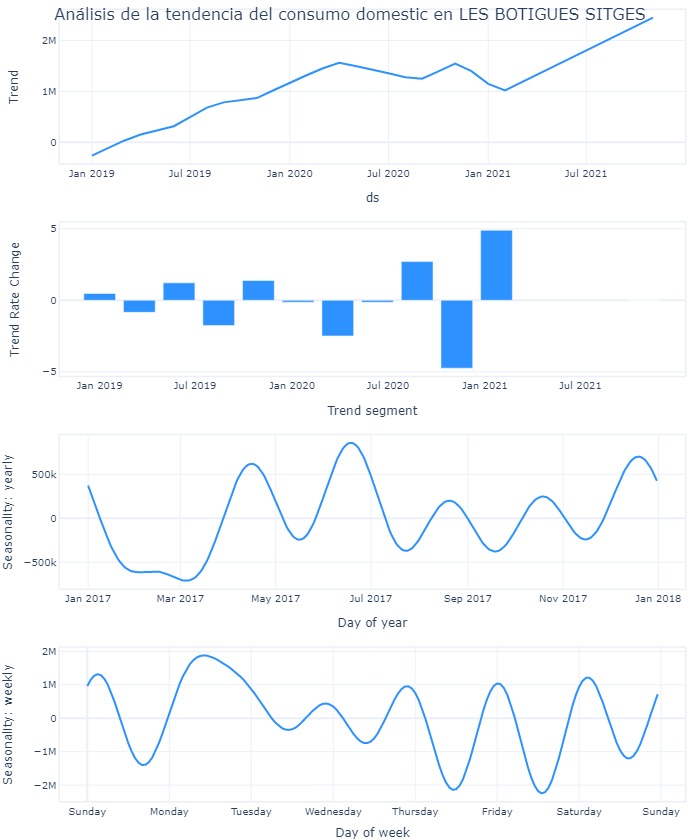 Análisis de la tendencia del consumo domestic en LES BOTIGUES SITGES
Trend
2M
1M
0
Jan 2019 Jul 2019 Jan 2020 Jul 2020 Jan 2021 Jul 2021
ds
Trend Rate Change
5
0
−5
Jan 2019 Jul 2019 Jan 2020 Jul 2020 Jan 2021 Jul 2021
Trend segment
Seasonality: yearly
500k
0
−500k
Jan 2017 Mar 2017 May 2017 Jul 2017 Sep 2017 Nov 2017 Jan 2018
Day of year
Seasonality: weekly
2M
1M
0
−1M
−2M
Sunday Monday Tuesday Wednesday Thursday Friday Saturday Sunday
Day of week